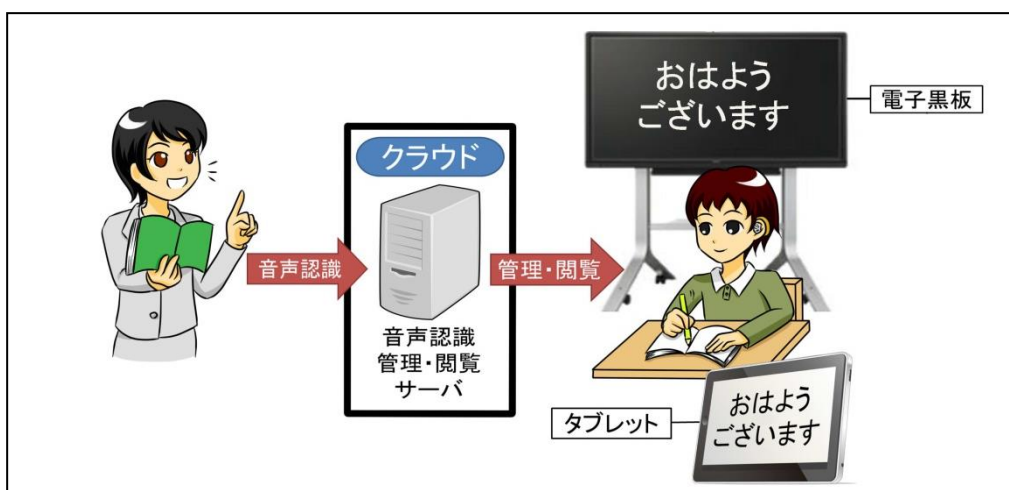 おはよう
ございます
電子黒板
クラウド
音声認識
管理・閲覧
音声認識
管理・閲覧
サーバ
タブレット
おはよう
ございます